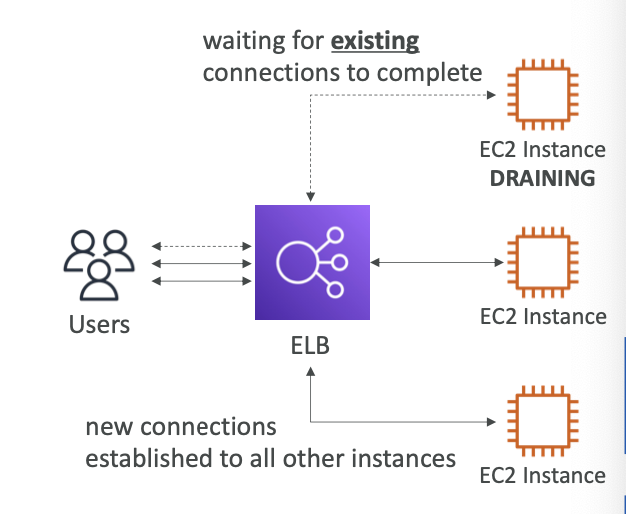 waiting for existing
connections to complete
EC2 Instance
DRAINING
Users
ELB
EC2 Instance
new connections
established to all other instances
EC2 Instance